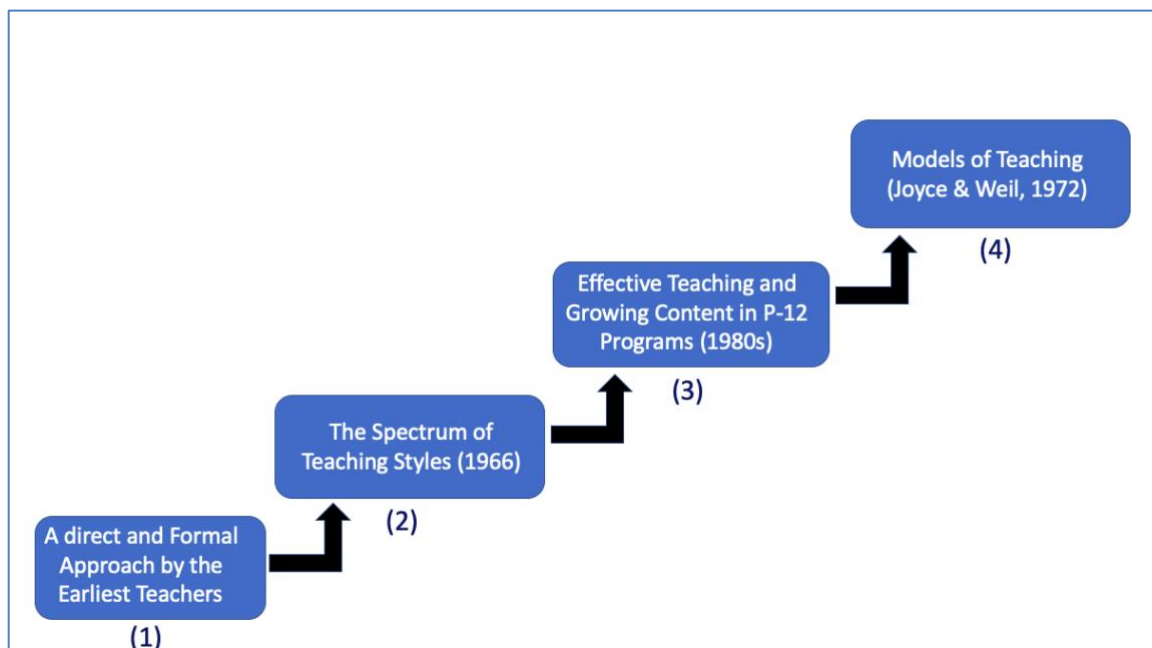 A direct and Formal
Approach by the
Earliest Teachers
(1)
The Spectrum of
Teaching Styles (1966)
(2)
Effective Teaching and
Growing Content in P-12
Programs (1980s)
(3)
Models of Teaching
(Joyce & Weil, 1972)
(4)